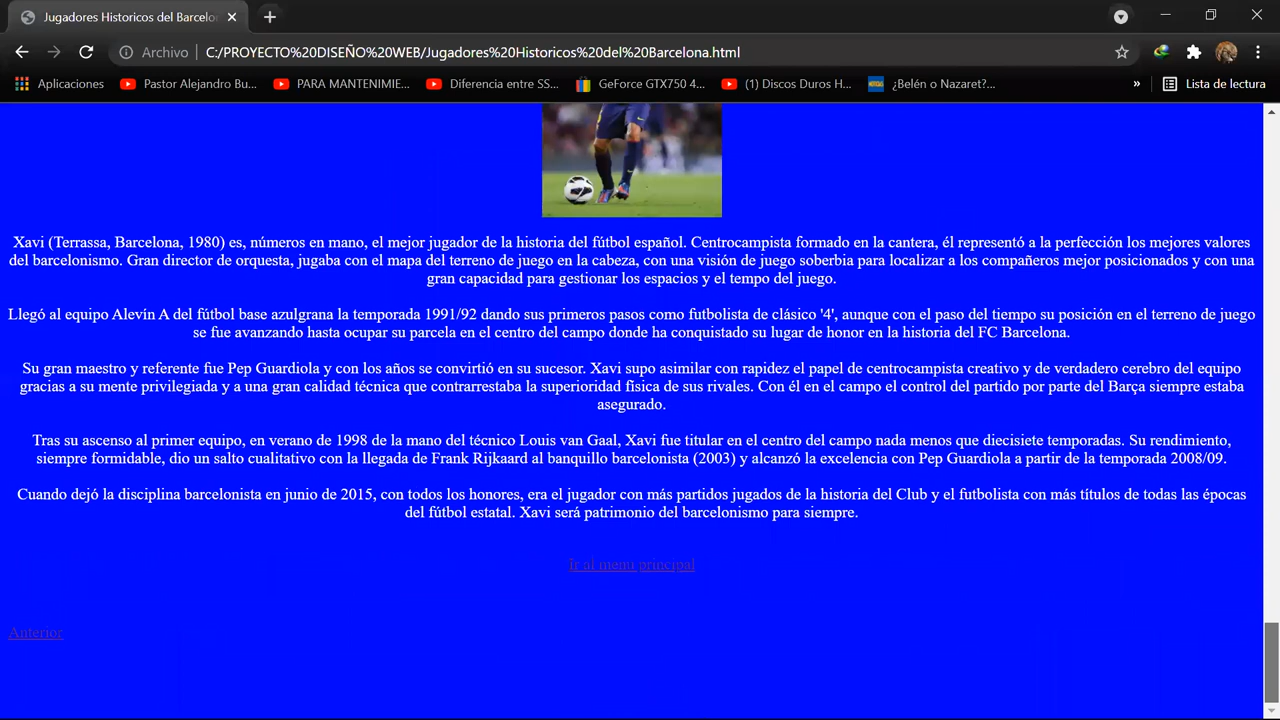 Jugadores Historicos del Barcelon
Archivo
C:/PROYECTO%20DISEÑO%20WEB/Jugadores%20Historicos%20del%20Barcelona.html
Aplicaciones
Pastor Alejandro Bu...
PARA MANTENIMIE...
Diferencia entre SS...
GeForce GTX750 4...
(1) Discos Duros H...
¿Belén o Nazaret?...
»
Lista de lectura
Xavi (Terrassa, Barcelona, 1980) es, números en mano, el mejor jugador de la historia del fútbol español. Centrocampista formado en la cantera, él representó a la perfección los mejores valores
del barcelonismo. Gran director de orquesta, jugaba con el mapa del terreno de juego en la cabeza, con una visión de juego soberbia para localizar a los compañeros mejor posicionados y con una
gran capacidad para gestionar los espacios y el tempo del juego.
Llegó al equipo Alevín A del fútbol base azulgrana la temporada 1991/92 dando sus primeros pasos como futbolista de clásico '4', aunque con el paso del tiempo su posición en el terreno de juego
se fue avanzando hasta ocupar su parcela en el centro del campo donde ha conquistado su lugar de honor en la historia del FC Barcelona.
Su gran maestro y referente fue Pep Guardiola y con los años se convirtió en su sucesor. Xavi supo asimilar con rapidez el papel de centrocampista creativo y de verdadero cerebro del equipo
gracias a su mente privilegiada y a una gran calidad técnica que contrarrestaba la superioridad física de sus rivales. Con él en el campo el control del partido por parte del Barça siempre estaba
asegurado.
Tras su ascenso al primer equipo, en verano de 1998 de la mano del técnico Louis van Gaal, Xavi fue titular en el centro del campo nada menos que diecisiete temporadas. Su rendimiento,
siempre formidable, dio un salto cualitativo con la llegada de Frank Rijkaard al banquillo barcelonista (2003) y alcanzó la excelencia con Pep Guardiola a partir de la temporada 2008/09.
Cuando dejó la disciplina barcelonista en junio de 2015, con todos los honores, era el jugador con más partidos jugados de la historia del Club y el futbolista con más títulos de todas las épocas
del fútbol estatal. Xavi será patrimonio del barcelonismo para siempre.
Ir al menu principal
Anterior